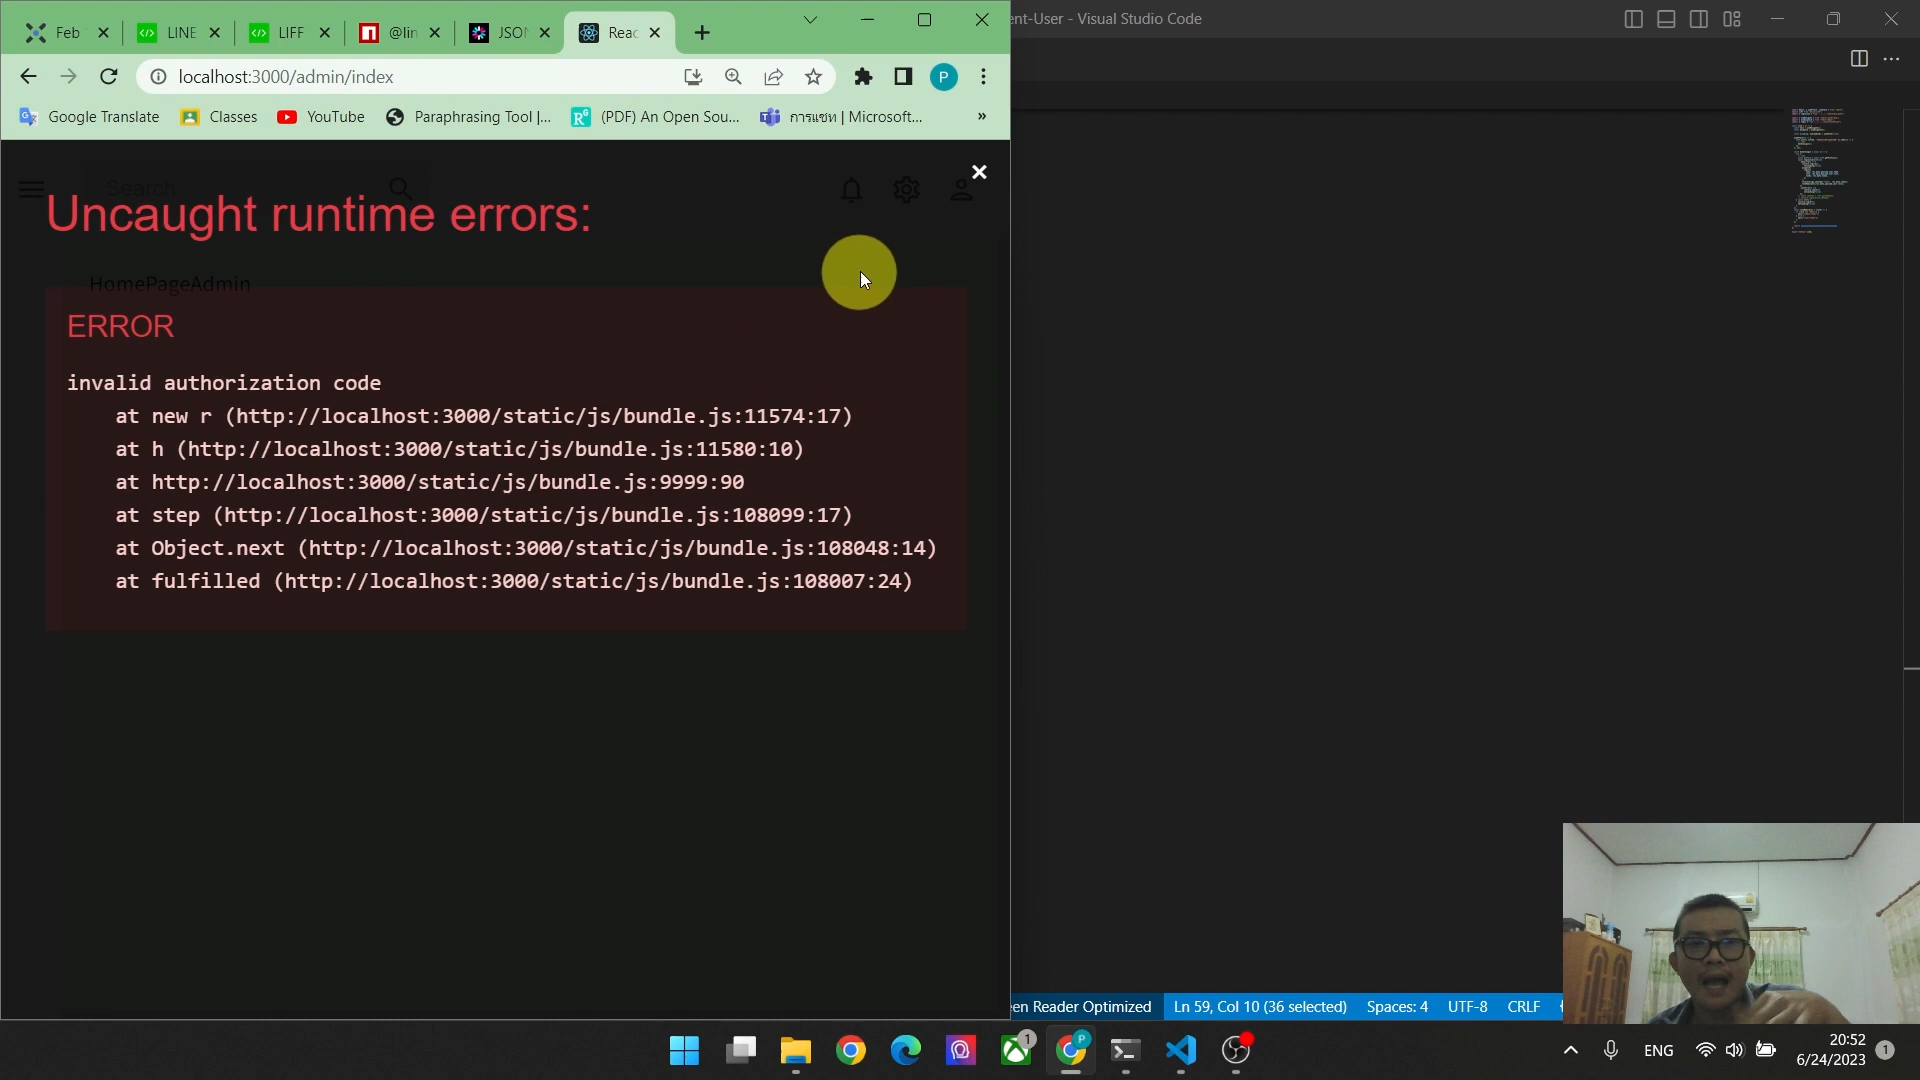 Feb
LINE
LIFF
@lin
JSON
Reac
ent-User - Visual Studio Code
localhost:3000/admin/index
P
Google Translate
Classes
YouTube
Paraphrasing Tool |...
(PDF) An Open Sou...
การแชท | Microsoft...
»
Search
Uncaught runtime errors:
HomePageAdmin
ERROR
invalid authorization code
at new r (http://localhost:3000/static/js/bundle.js:11574:17)
at h (http://localhost:3000/static/js/bundle.js:11580:10)
at http://localhost:3000/static/js/bundle.js:9999:90
at step (http://localhost:3000/static/js/bundle.js:108099:17)
at Object.next (http://localhost:3000/static/js/bundle.js:108048:14)
at fulfilled (http://localhost:3000/static/js/bundle.js:108007:24)
een Reader Optimized
Ln 59, Col 10 (36 selected)
Spaces: 4
UTF-8
CRLF
1
P
ENG
20:52
6/24/2023
1